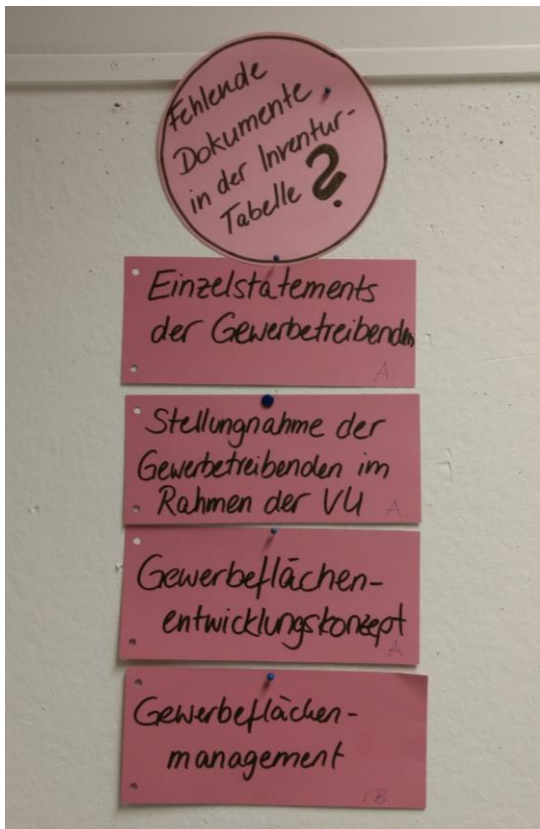 Fehlende
Dokumente
in der Inventur-
Tabelle ?
Einzelstatements
der Gewerbetreibenden
A
Stellungnahme der
Gewerbetreibenden im
Rahmen der VU
A
Gewerbeflächen-
entwicklungskonzept
A
Gewerbeflächen-
management
i B